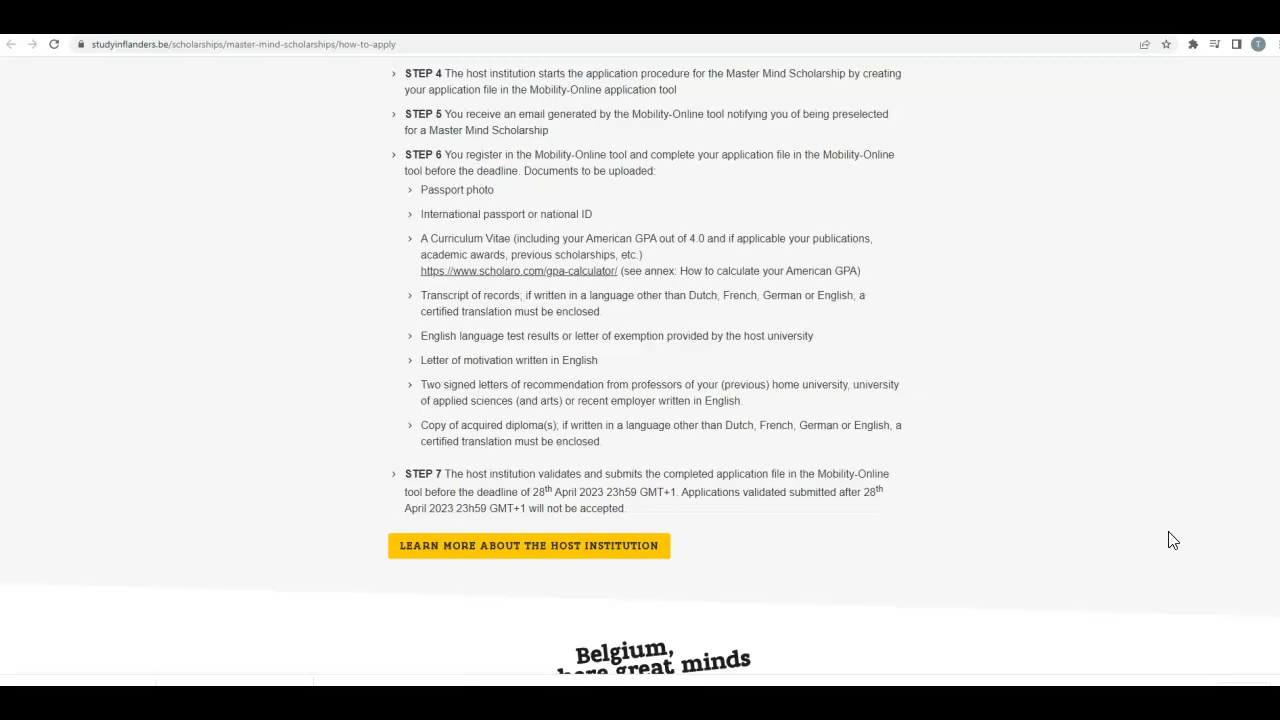 studyinflanders.be/scholarships/master-mind-scholarships/how-to-apply
T
STEP 4 The host institution starts the application procedure for the Master Mind Scholarship by creating
your application file in the Mobility-Online application tool
STEP 5 You receive an email generated by the Mobility-Online tool notifying you of being preselected
for a Master Mind Scholarship
STEP 6 You register in the Mobility-Online tool and complete your application file in the Mobility-Online
tool before the deadline. Documents to be uploaded:
Passport photo
International passport or national ID
A Curriculum Vitae (including your American GPA out of 4.0 and if applicable your publications,
academic awards, previous scholarships, etc.)
https://www.scholaro.com/gpa-calculator/ (see annex: How to calculate your American GPA)
Transcript of records; if written in a language other than Dutch, French, German or English, a
certified translation must be enclosed.
English language test results or letter of exemption provided by the host university
Letter of motivation written in English
Two signed letters of recommendation from professors of your (previous) home university, university
of applied sciences (and arts) or recent employer written in English.
Copy of acquired diploma(s); if written in a language other than Dutch, French, German or English, a
certified translation must be enclosed.
STEP 7 The host institution validates and submits the completed application file in the Mobility-Online
tool before the deadline of 28th April 2023 23h59 GMT+1. Applications validated submitted after 28th
April 2023 23h59 GMT+1 will not be accepted.
LEARN MORE ABOUT THE HOST INSTITUTION
Belgium,
great minds